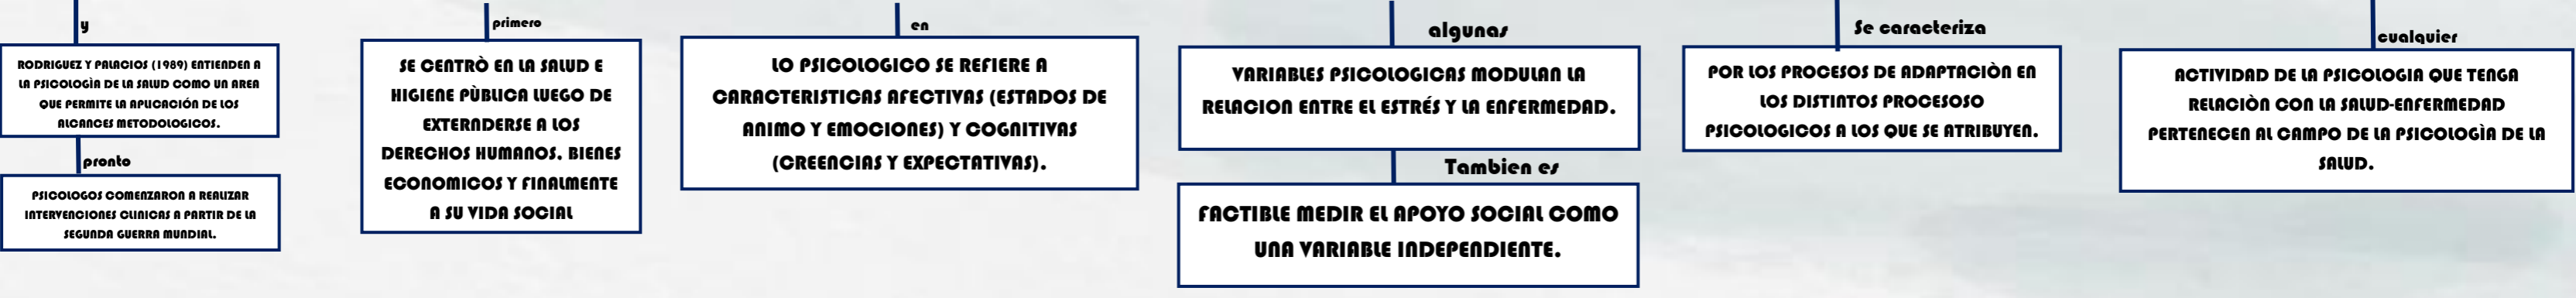 y
RODRIGUEZ Y PALACIOS (1989) ENTIENDEN A
LA PSICOLOGÌA DE LA SALUD COMO UN AREA
QUE PERMITE LA APLICACIÓN DE LOS
ALCANCES METODOLOGICOS.
pronto
PSICOLOGOS COMENZARON A REALIZAR
INTERVENCIONES CLINICAS A PARTIR DE LA
SEGUNDA GUERRA MUNDIAL.
primero
SE CENTRÒ EN LA SALUD E
HIGIENE PÙBLICA LUEGO DE
EXTERNDERSE A LOS
DERECHOS HUMANOS. BIENES
ECONOMICOS Y FINALMENTE
A SU VIDA SOCIAL
en
LO PSICOLOGICO SE REFIERE A
CARACTERISTICAS AFECTIVAS (ESTADOS DE
ANIMO Y EMOCIONES) Y COGNITIVAS
(CREENCIAS Y EXPECTATIVAS).
algunas
VARIABLES PSICOLOGICAS MODULAN LA
RELACION ENTRE EL ESTRÉS Y LA ENFERMEDAD.
Tambien es
FACTIBLE MEDIR EL APOYO SOCIAL COMO
UNA VARIABLE INDEPENDIENTE.
Se caracteriza
POR LOS PROCESOS DE ADAPTACIÒN EN
LOS DISTINTOS PROCESOSO
PSICOLOGICOS A LOS QUE SE ATRIBUYEN.
cualquier
ACTIVIDAD DE LA PSICOLOGIA QUE TENGA
RELACIÒN CON LA SALUD-ENFERMEDAD
PERTENECEN AL CAMPO DE LA PSICOLOGÌA DE LA
SALUD.